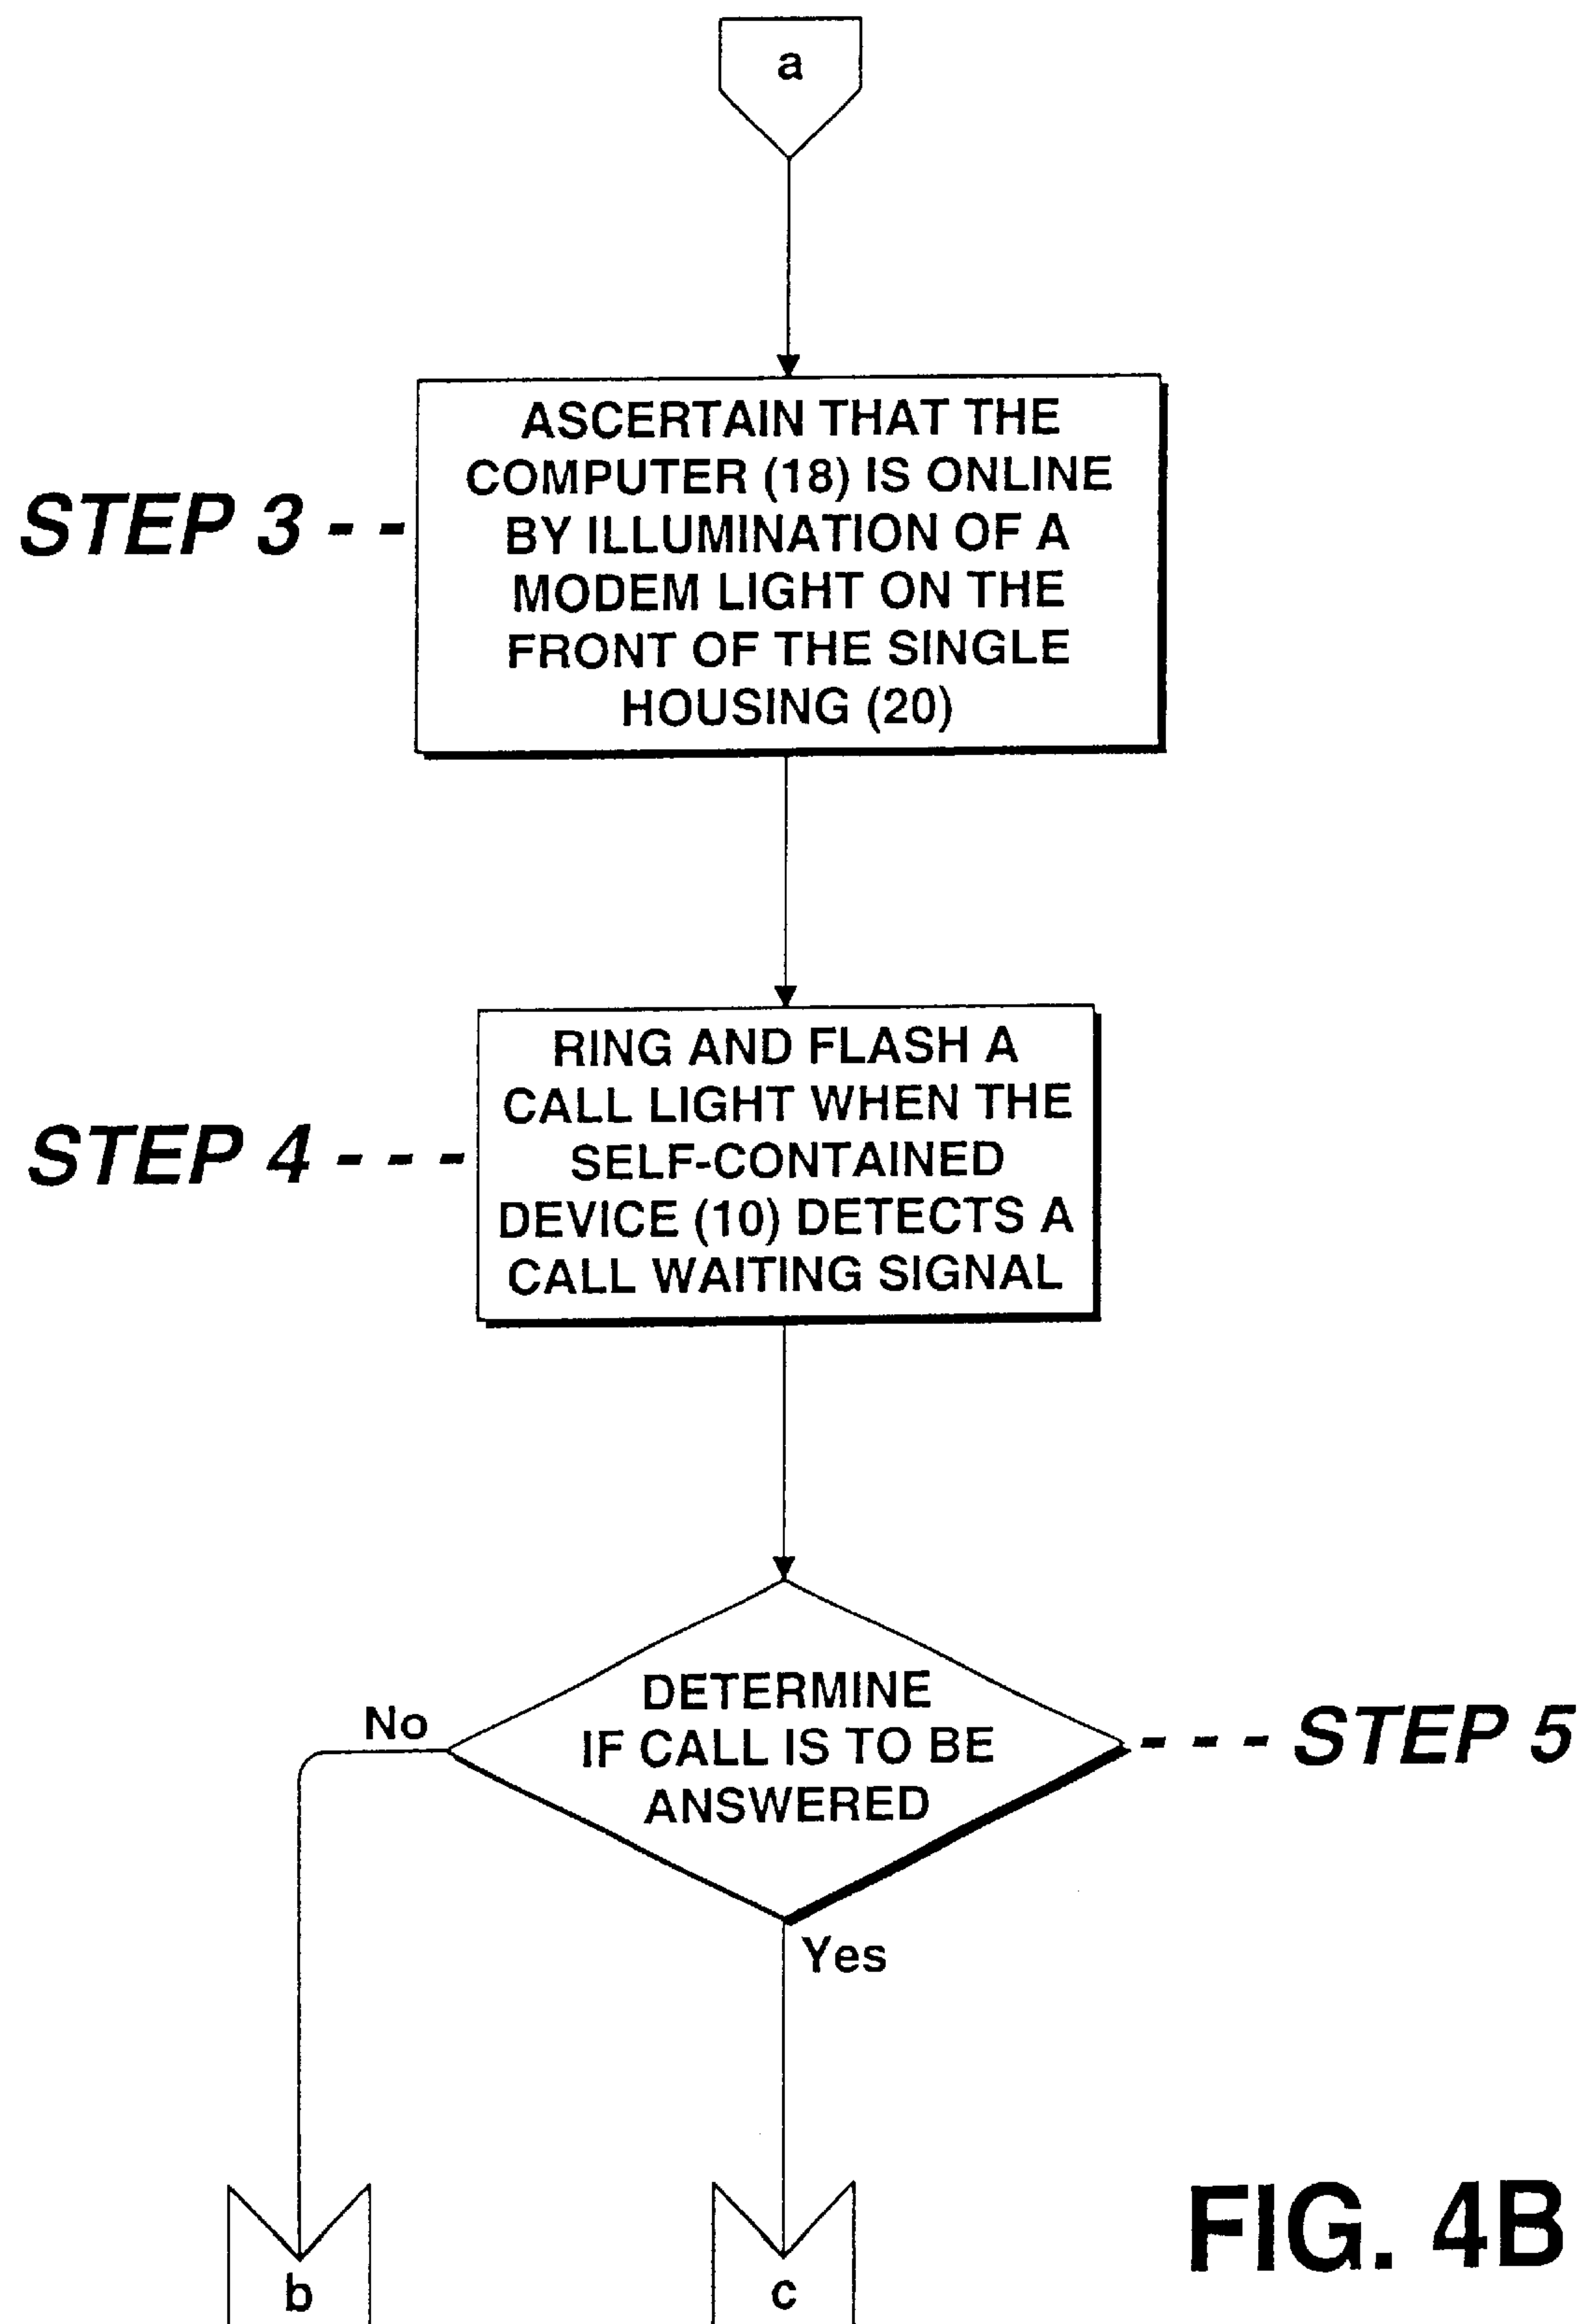 a
STEP 3 - -
ASCERTAIN THAT THE
COMPUTER (18) IS ONLINE
BY ILLUMINATION OF A
MODEM LIGHT ON THE
FRONT OF THE SINGLE
HOUSING (20)
STEP 4 - - -
RING AND FLASH A
CALL LIGHT WHEN THE
SELF-CONTAINED
DEVICE (10) DETECTS A
CALL WAITING SIGNAL
DETERMINE
IF CALL IS TO BE
ANSWERED
No
- - - STEP 5
Yes
b
c
FIG. 4B